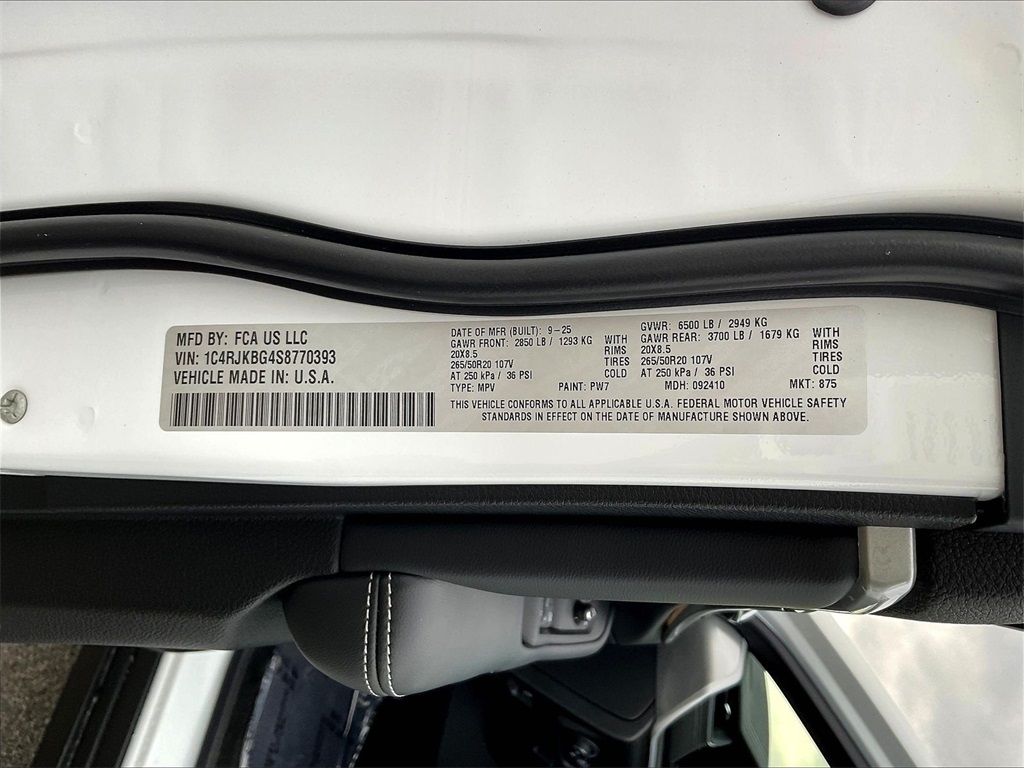 MFD BY: FCA US LLC
VIN: 1C4RJKBG4S8770393
VEHICLE MADE IN: U.S.A.
DATE OF MFR (BUILT): 9-25
GAWR FRONT: 2850 LB / 1293 KG WITH
20X8.5 RIMS
265/50R20 107V TIRES
AT 250 kPa / 36 PSI COLD
TYPE: MPV PAINT: PW7
GVWR: 6500 LB / 2949 KG
GAWR REAR: 3700 LB / 1679 KG WITH
20X8.5 RIMS
265/50R20 107V TIRES
AT 250 kPa / 36 PSI COLD
MDH: 092410 MKT: 875
THIS VEHICLE CONFORMS TO ALL APPLICABLE U.S.A. FEDERAL MOTOR VEHICLE SAFETY
STANDARDS IN EFFECT ON THE DATE OF MANUFACTURE SHOWN ABOVE.